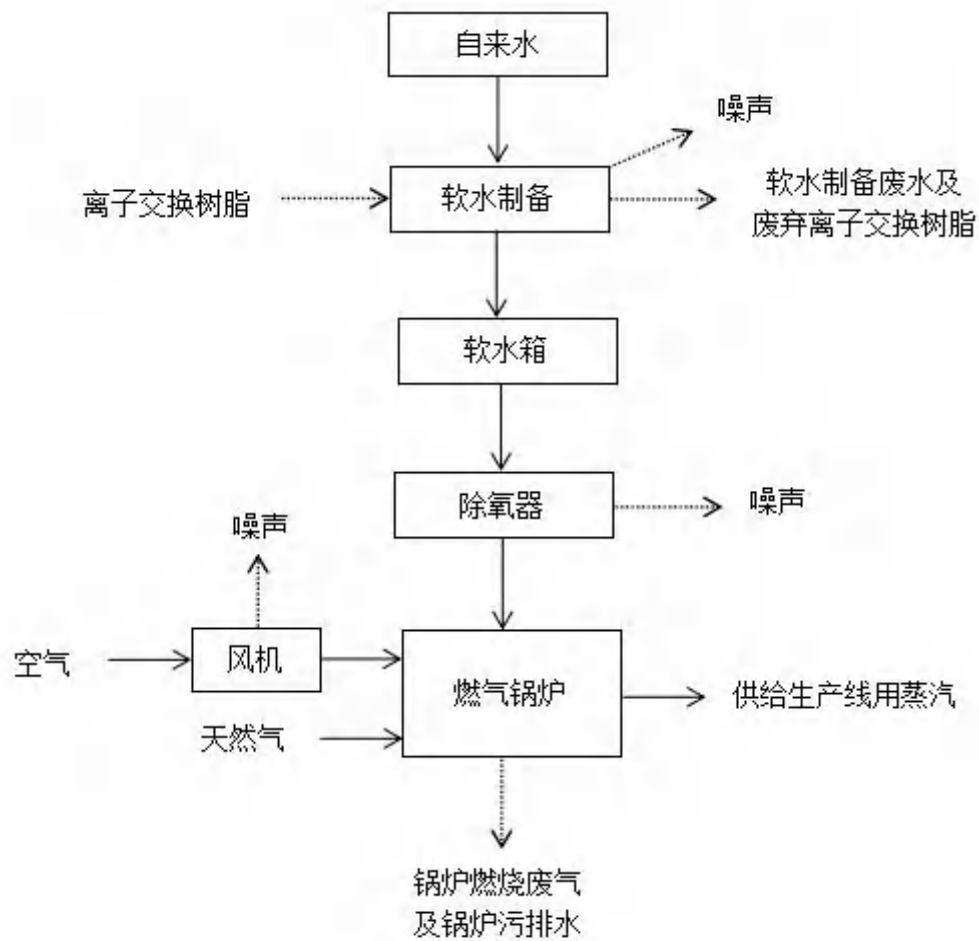 自来水
噪声
离子交换树脂
软水制备
软水制备废水及
废弃离子交换树脂
软水箱
除氧器
噪声
噪声
空气
风机
燃气锅炉
供给生产线用蒸汽
天然气
锅炉燃烧废气
及锅炉污排水